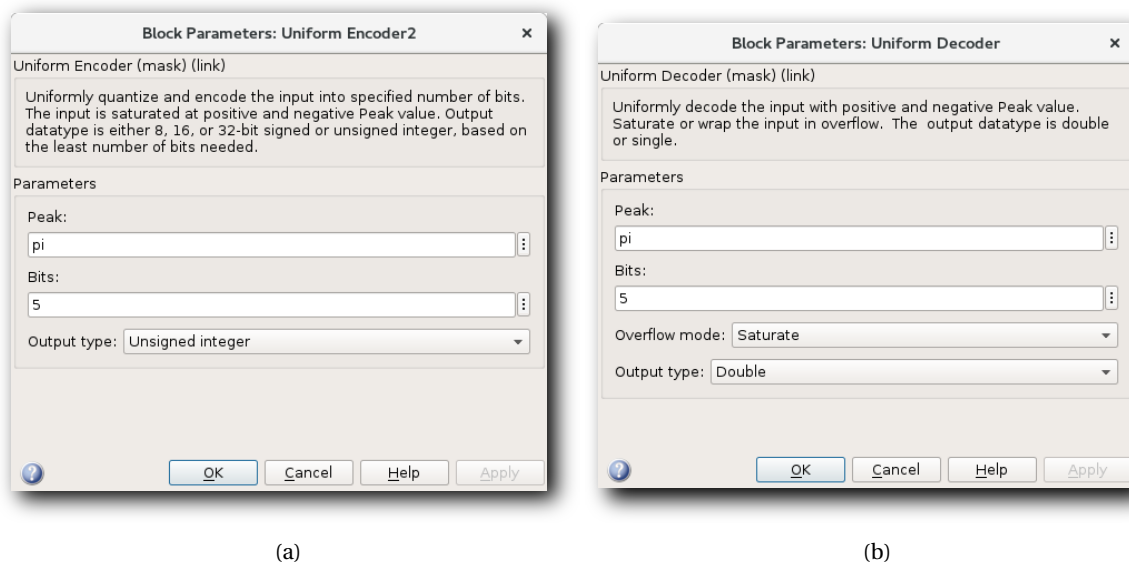 Block Parameters: Uniform Encoder2
Uniform Encoder (mask) (link)
Uniformly quantize and encode the input into specified number of bits.
The input is saturated at positive and negative Peak value. Output
datatype is either 8, 16, or 32-bit signed or unsigned integer, based on
the least number of bits needed.
Parameters
Peak:
pi
Bits:
5
Output type: Unsigned integer
OK Cancel Help Apply
(a)
Block Parameters: Uniform Decoder
Uniform Decoder (mask) (link)
Uniformly decode the input with positive and negative Peak value.
Saturate or wrap the input in overflow. The output datatype is double
or single.
Parameters
Peak:
pi
Bits:
5
Overflow mode: Saturate
Output type: Double
OK Cancel Help Apply
(b)